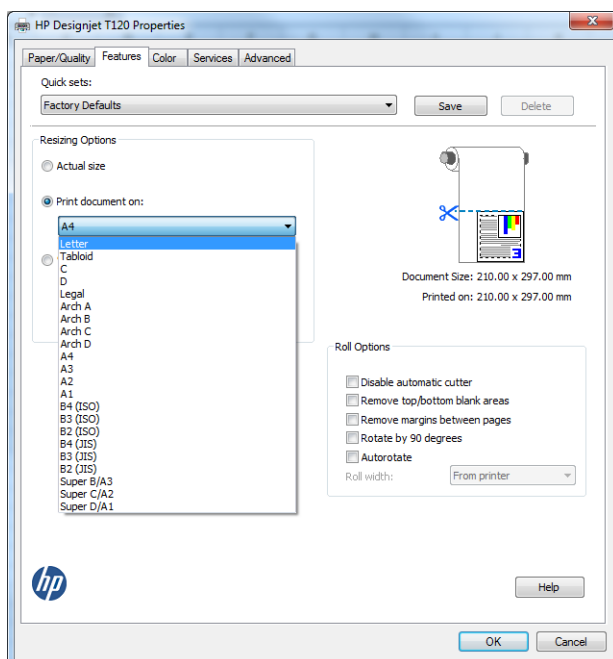 HP Designjet T120 Properties
Paper/Quality Features Color Services Advanced
Quick sets:
Factory Defaults
Save
Delete
Resizing Options
Actual size
Print document on:
A4
Letter
Tabloid
C
D
Legal
Arch A
Arch B
Arch C
Arch D
A4
A3
A2
A1
B4 (ISO)
B3 (ISO)
B2 (ISO)
B4 (JIS)
B3 (JIS)
B2 (JIS)
Super B/A3
Super C/A2
Super D/A1
3
Document Size: 210.00 x 297.00 mm
Printed on: 210.00 x 297.00 mm
Roll Options
Disable automatic cutter
Remove top/bottom blank areas
Remove margins between pages
Rotate by 90 degrees
Autorotate
Roll width:
From printer
hp
Help
OK
Cancel